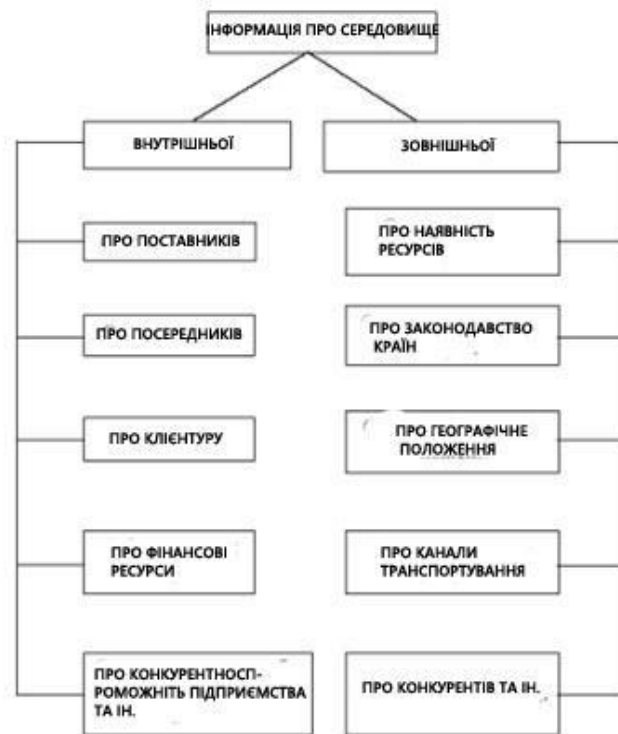 ІНФОРМАЦІЯ ПРО СЕРЕДОВИЩЕ
ВНУТРІШНЬОЇ
ЗОВНІШНЬОЇ
ПРО ПОСТАВНИКІВ
ПРО НАЯВНІСТЬ
РЕСУРСІВ
ПРО ПОСЕРЕДНИКІВ
ПРО ЗАКОНОДАВСТВО
КРАЇН
ПРО КЛІЄНТУРУ
ПРО ГЕОГРАФІЧНЕ
ПОЛОЖЕННЯ
ПРО ФІНАНСОВІ
РЕСУРСИ
ПРО КАНАЛИ
ТРАНСПОРТУВАННЯ
ПРО КОНКУРЕНТНОСП-
РОМОЖНІТЬ ПІДПРИЄМСТВА
ТА ІН.
ПРО КОНКУРЕНТІВ ТА ІН.